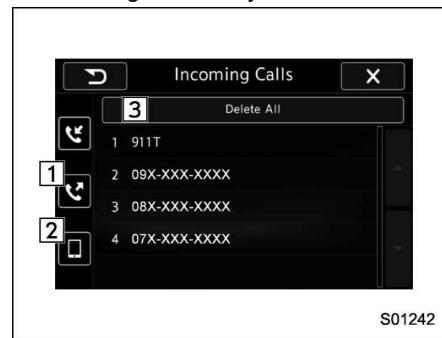 Incoming Calls
3 Delete All
1 911T
1
2 09X-XXX-XXXX
3 08X-XXX-XXXX
2
4 07X-XXX-XXXX
S01242